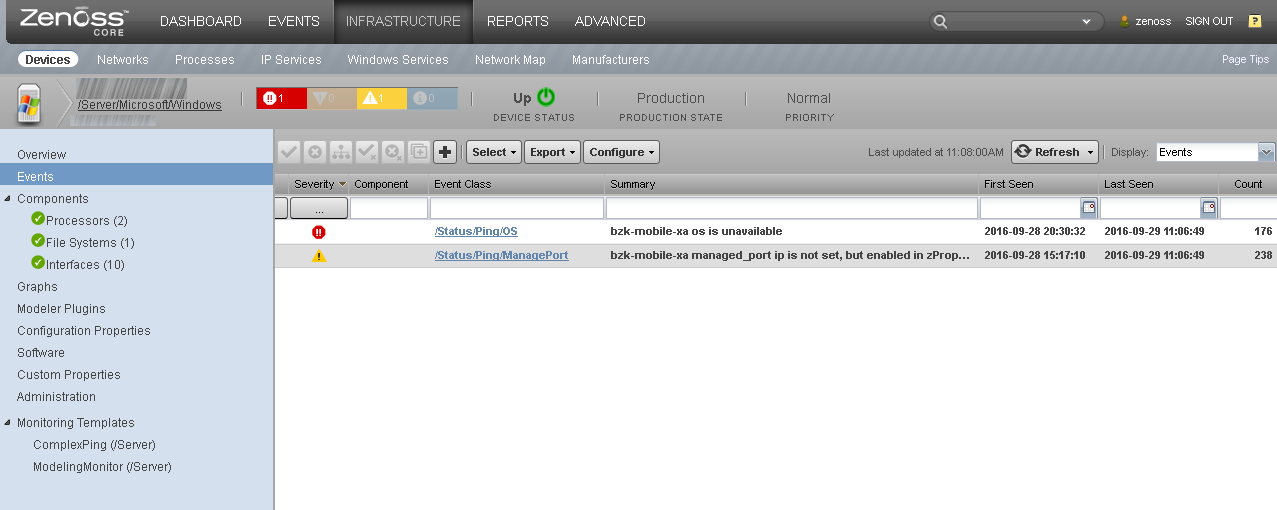 Zenoss CORE DASHBOARD EVENTS INFRASTRUCTURE REPORTS ADVANCED zenoss SIGN OUT ?
Devices Networks Processes IP Services Windows Services Network Map Manufacturers Page Tips
/Server/Microsoft/Windows 1 0 1 0 Up Production Normal
DEVICE STATUS PRODUCTION STATE PRIORITY
Overview
Events
Components
Processors (2)
File Systems (1)
Interfaces (10)
Graphs
Modeler Plugins
Configuration Properties
Software
Custom Properties
Administration
Monitoring Templates
ComplexPing (/Server)
ModelingMonitor (/Server)
Select Export Configure Last updated at 11:08:00AM Refresh Display: Events
Severity Component Event Class Summary First Seen Last Seen Count
...
/Status/Ping/OS bzk-mobile-xa os is unavailable 2016-09-28 20:30:32 2016-09-29 11:06:49 176
/Status/Ping/ManagePort bzk-mobile-xa managed_port ip is not set, but enabled in zProp... 2016-09-28 15:17:10 2016-09-29 11:06:49 238